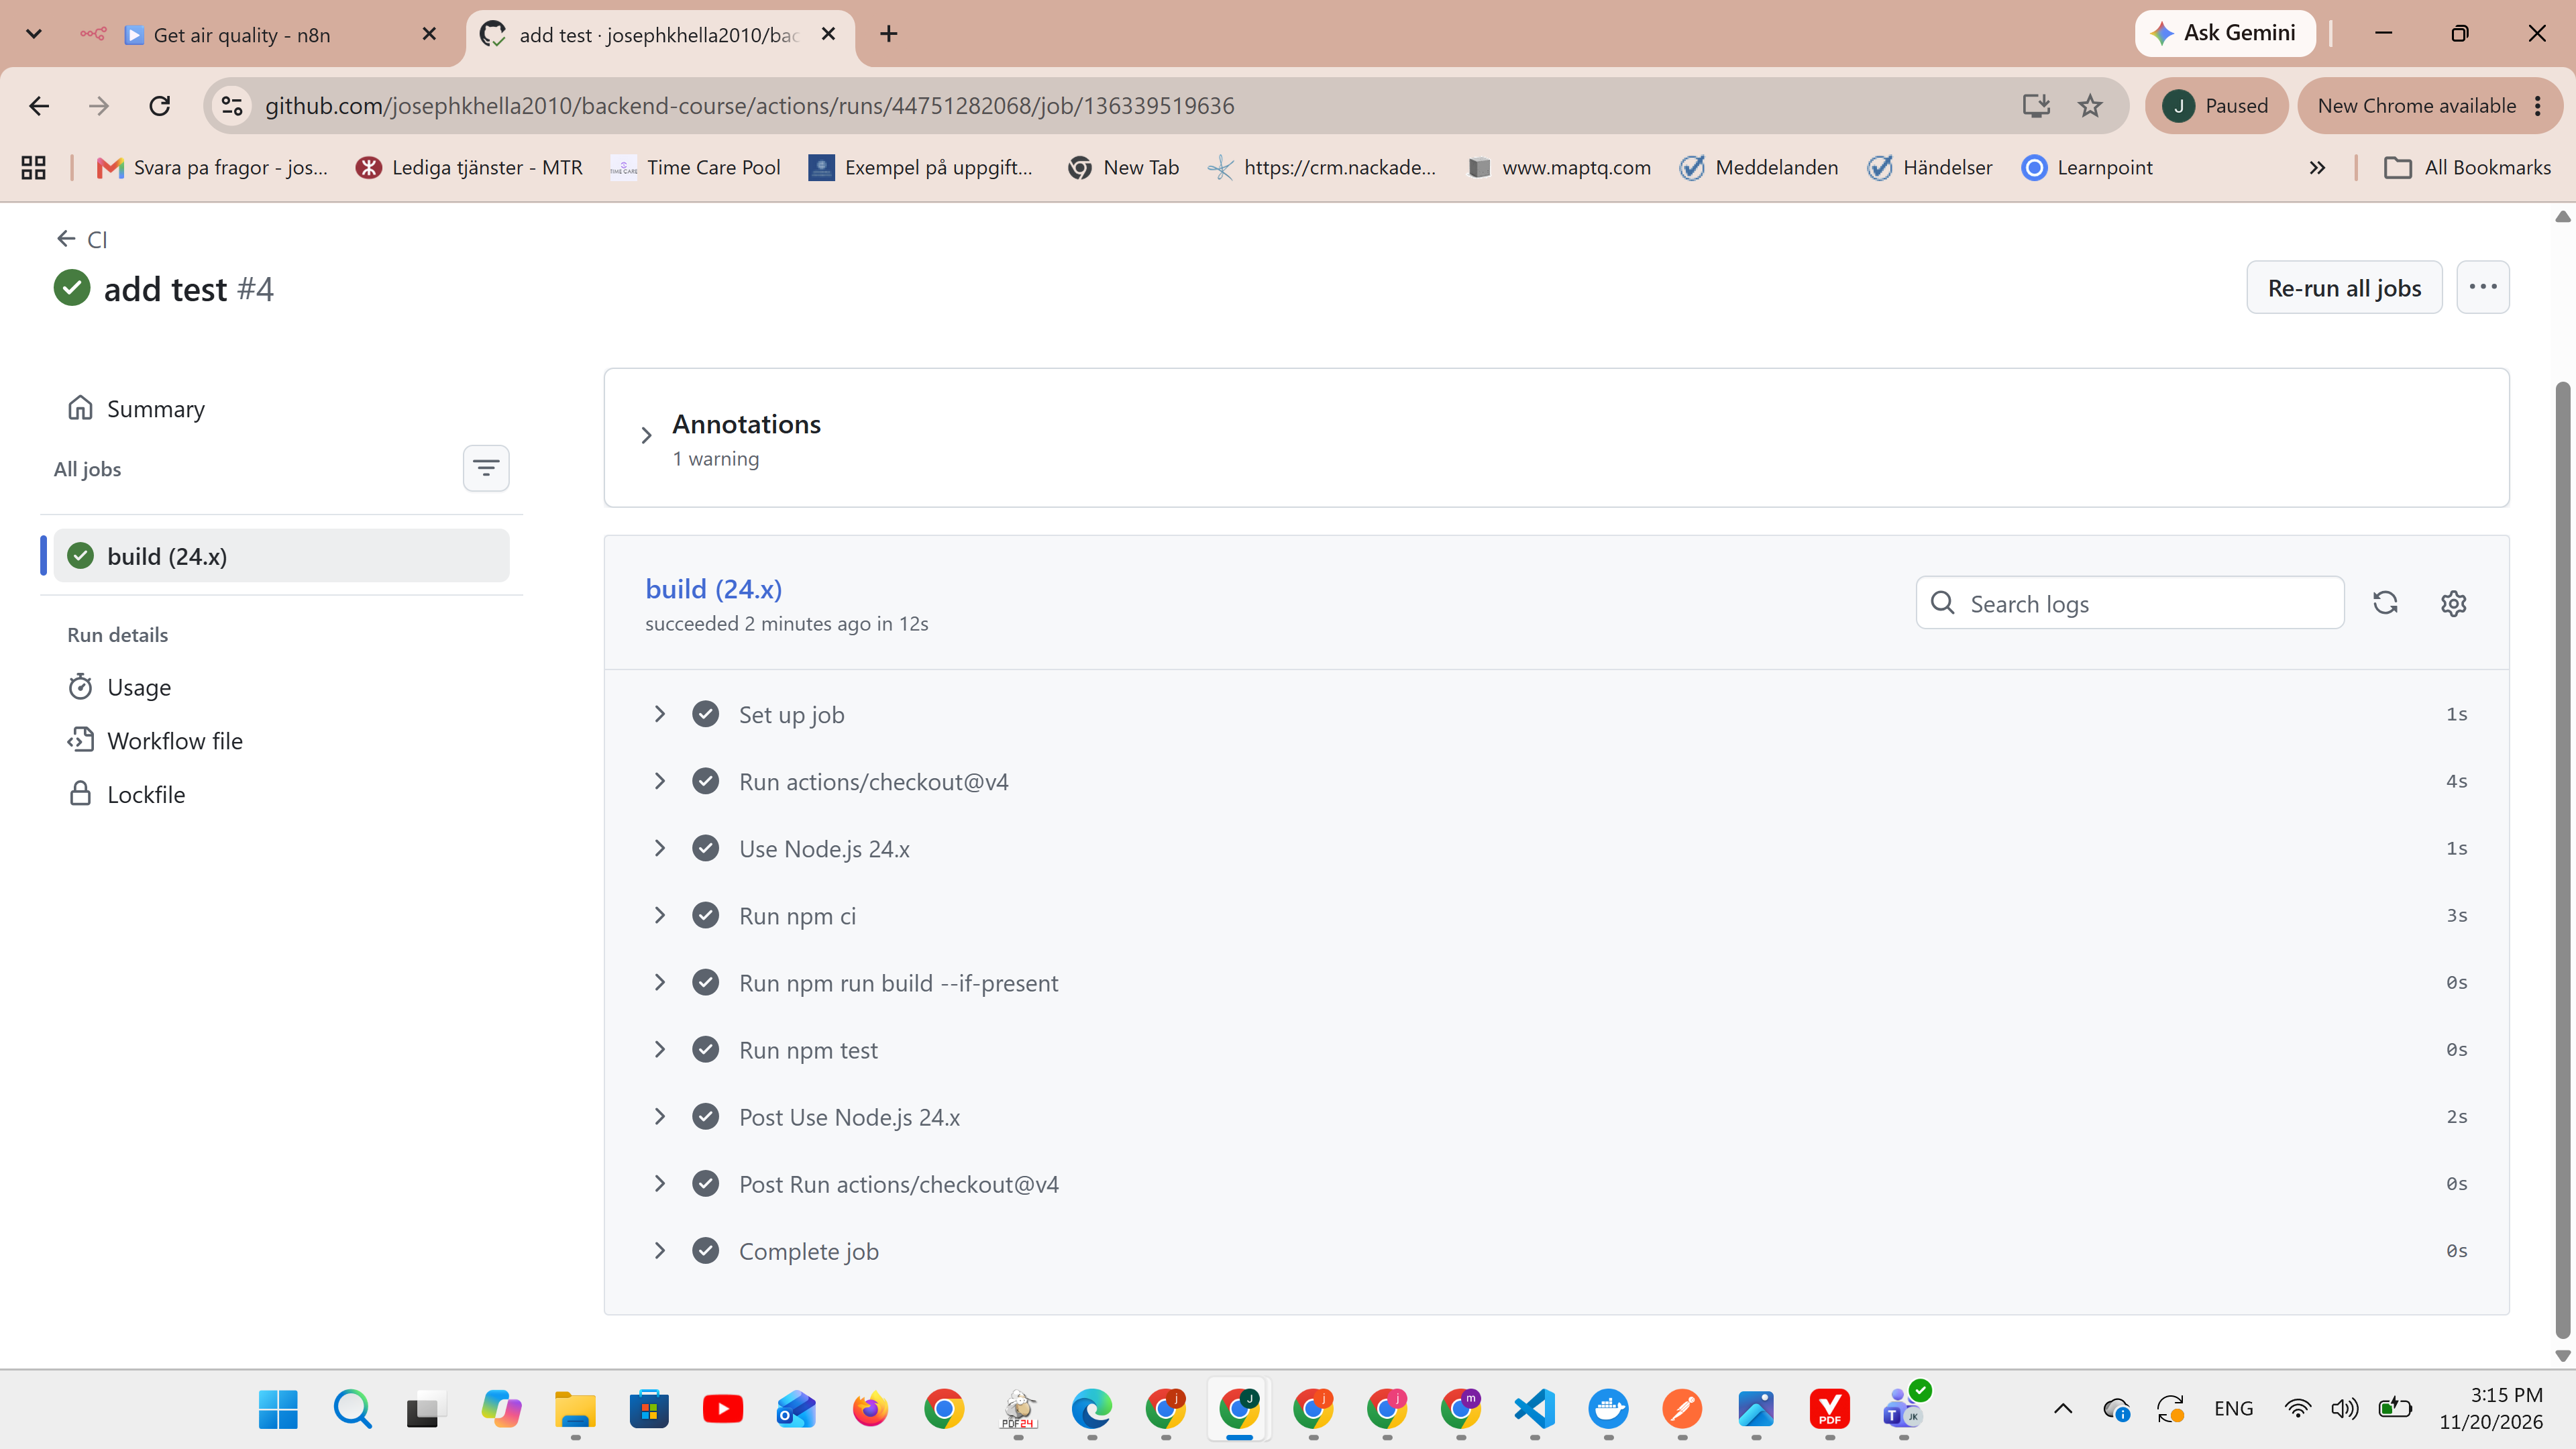 Get air quality - n8n
add test · josephkhella2010/bac
Ask Gemini
github.com/josephkhella2010/backend-course/actions/runs/44751282068/job/136339519636
J
Paused
New Chrome available
Svara pa fragor - jos...
Lediga tjänster - MTR
TIME CARE
Time Care Pool
Exempel på uppgift...
New Tab
https://crm.nackade...
www.maptq.com
Meddelanden
Händelser
Learnpoint
All Bookmarks
CI
add test #4
Re-run all jobs
Summary
All jobs
build (24.x)
Run details
Usage
Workflow file
Lockfile
Annotations
1 warning
build (24.x)
succeeded 2 minutes ago in 12s
Search logs
Set up job 1s
Run actions/checkout@v4 4s
Use Node.js 24.x 1s
Run npm ci 3s
Run npm run build --if-present 0s
Run npm test 0s
Post Use Node.js 24.x 2s
Post Run actions/checkout@v4 0s
Complete job 0s
PDF24
j
J
j
j
m
PDF
T
JK
ENG
3:15 PM
11/20/2026